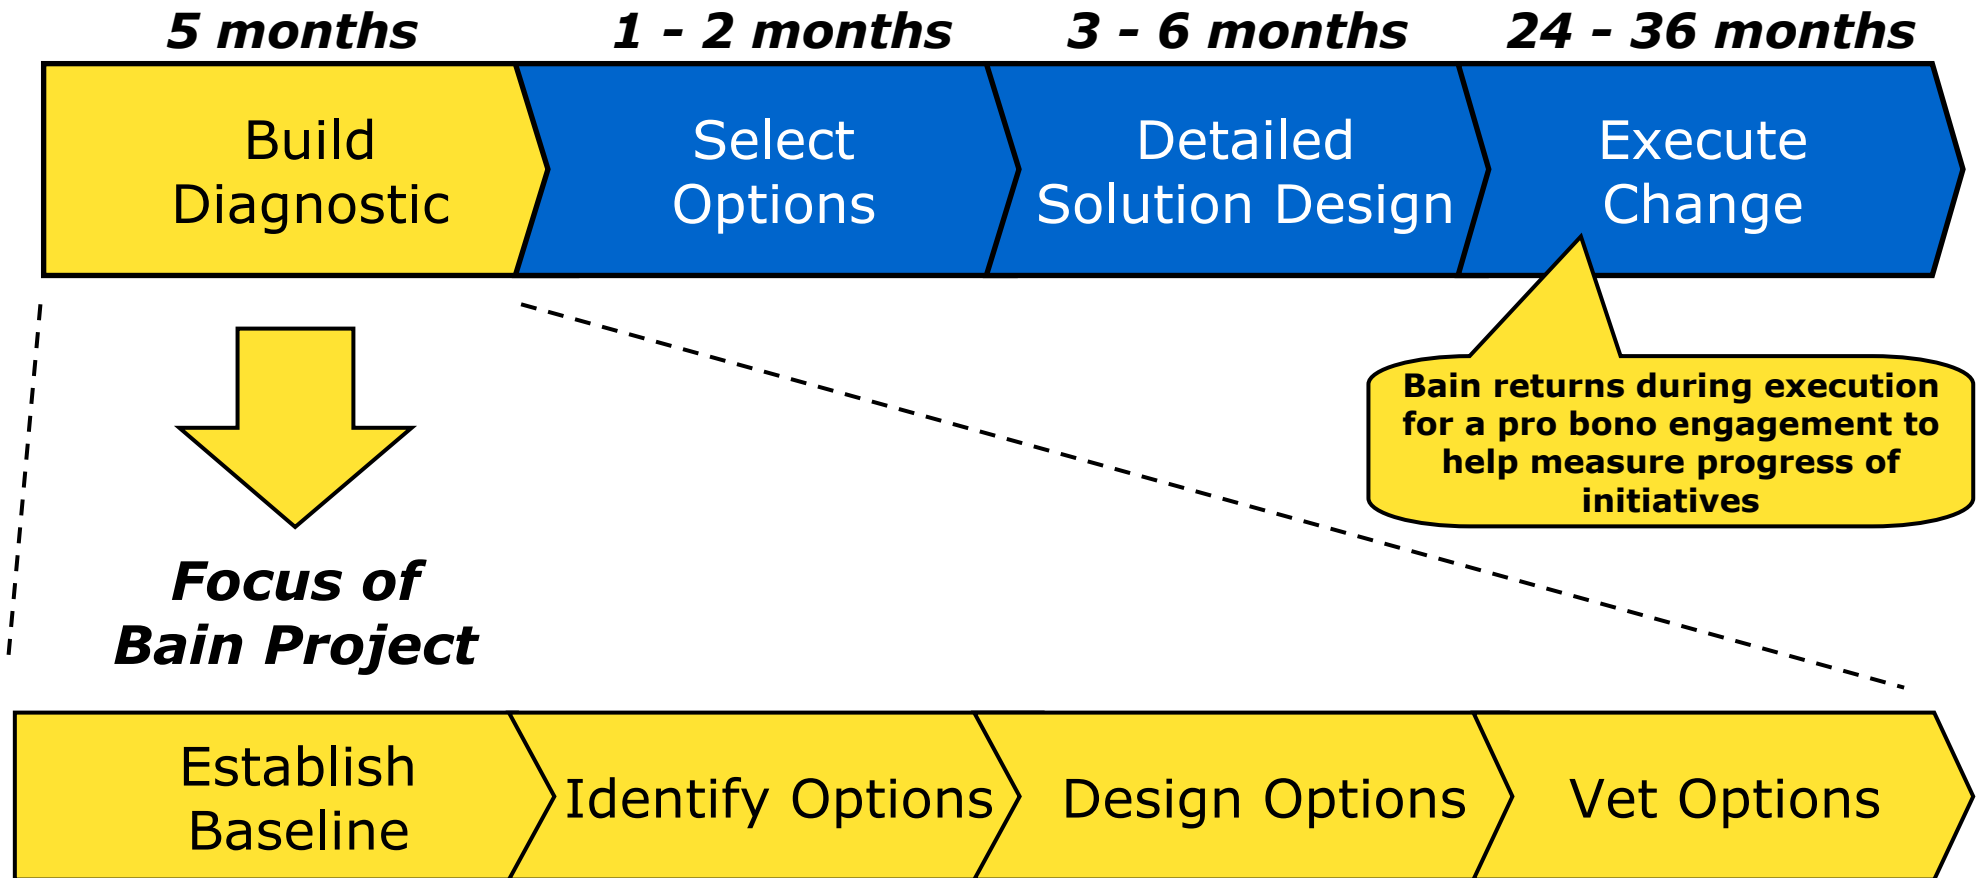 5 months
1 – 2 months
3 – 6 months
24 – 36 months
Build
Diagnostic
Select
Options
Detailed
Solution Design
Execute
Change
Bain returns during execution
for a pro bono engagement to
help measure progress of
initiatives
Focus of
Bain Project
Establish
Baseline
Identify Options
Design Options
Vet Options